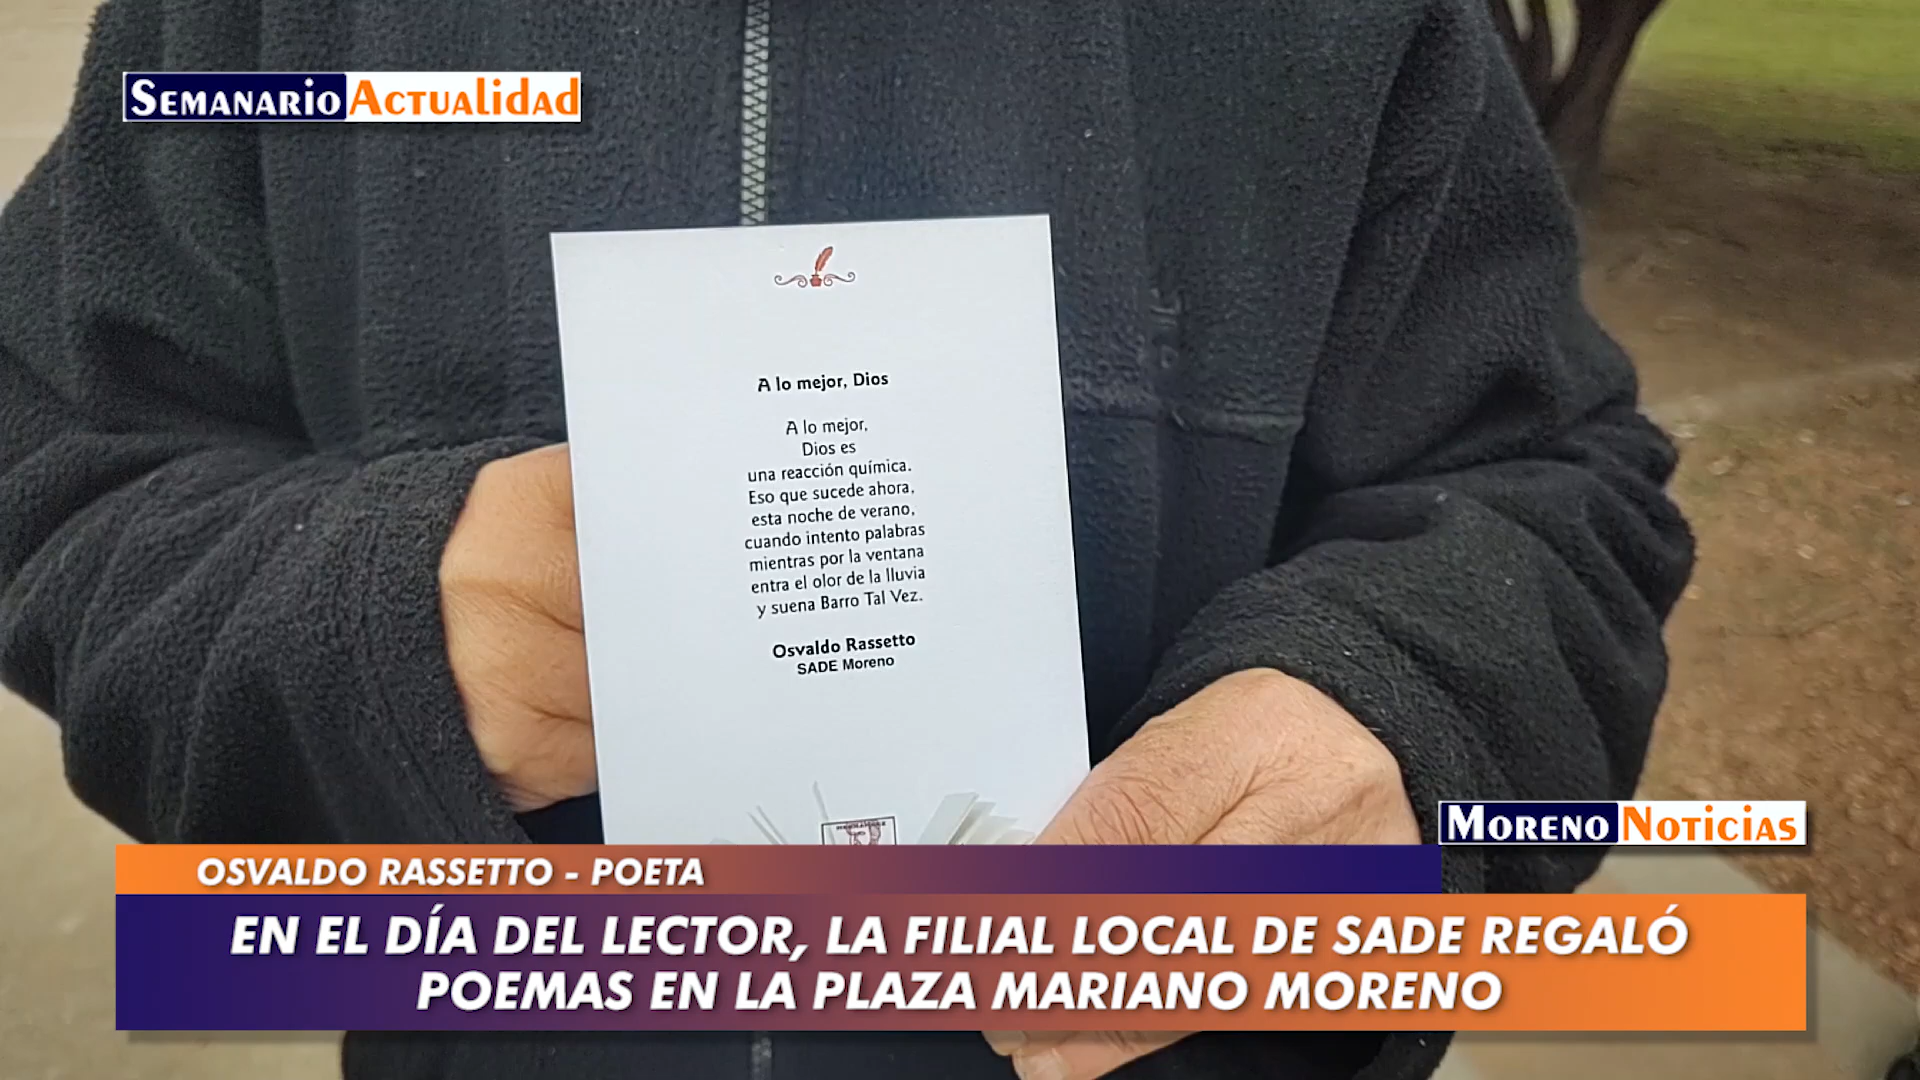 Semanario Actualidad
A lo mejor, Dios
A lo mejor,
Dios es
una reacción química.
Eso que sucede ahora,
esta noche de verano,
cuando intento palabras
mientras por la ventana
entra el olor de la lluvia
y suena Barro Tal Vez.
Osvaldo Rassetto
SADE Moreno
Moreno Noticias
OSVALDO RASSETTO - POETA
EN EL DÍA DEL LECTOR, LA FILIAL LOCAL DE SADE REGALÓ
POEMAS EN LA PLAZA MARIANO MORENO